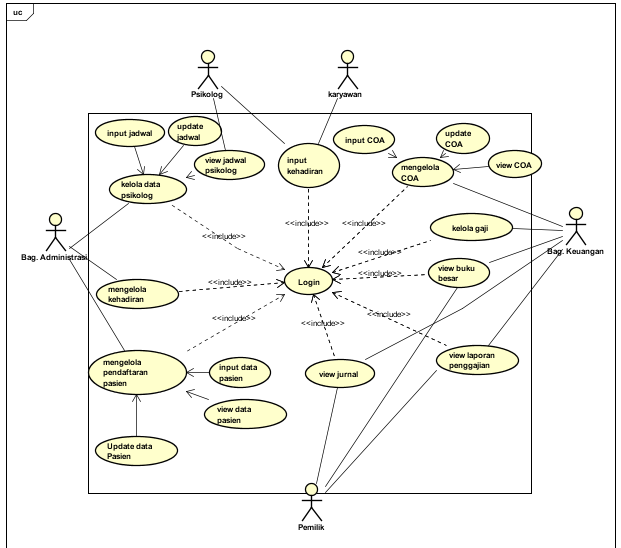 uc
Psikolog
karyawan
input jadwal
update
jadwal
view jadwal
psikolog
kelola data
psikolog
input
kehadiran
input COA
update
COA
view COA
mengelola
COA
Bag. Administrasi
Bag. Keuangan
kelola gaji
<<include>>
<<include>>
<<include>>
<<include>>
view buku
besar
<<include>>
<<include>>
Login
mengelola
kehadiran
<<include>>
<<include>>
<<include>>
mengelola
pendaftaran
pasien
input data
pasien
view data
pasien
Update data
Pasien
view jurnal
view laporan
penggajian
Pemilik